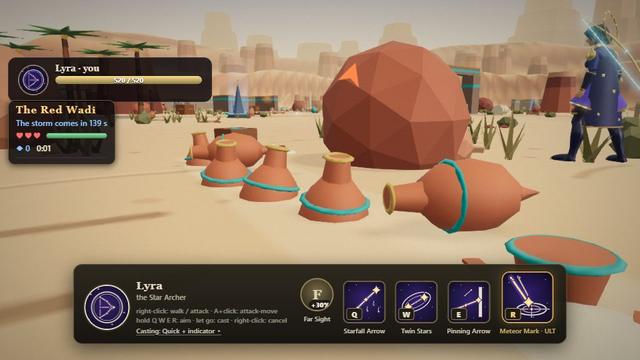 Lyra - you
520 / 520
The Red Wadi
The storm comes in 139 s
0 0:01
Lyra
the Star Archer
right-click: walk / attack · A+click: attack-move
hold Q W E R: aim · let go: cast · right-click: cancel
Casting: Quick + indicator
F
+30%
Far Sight
Q
Starfall Arrow
W
Twin Stars
E
Pinning Arrow
R
Meteor Mark · ULT